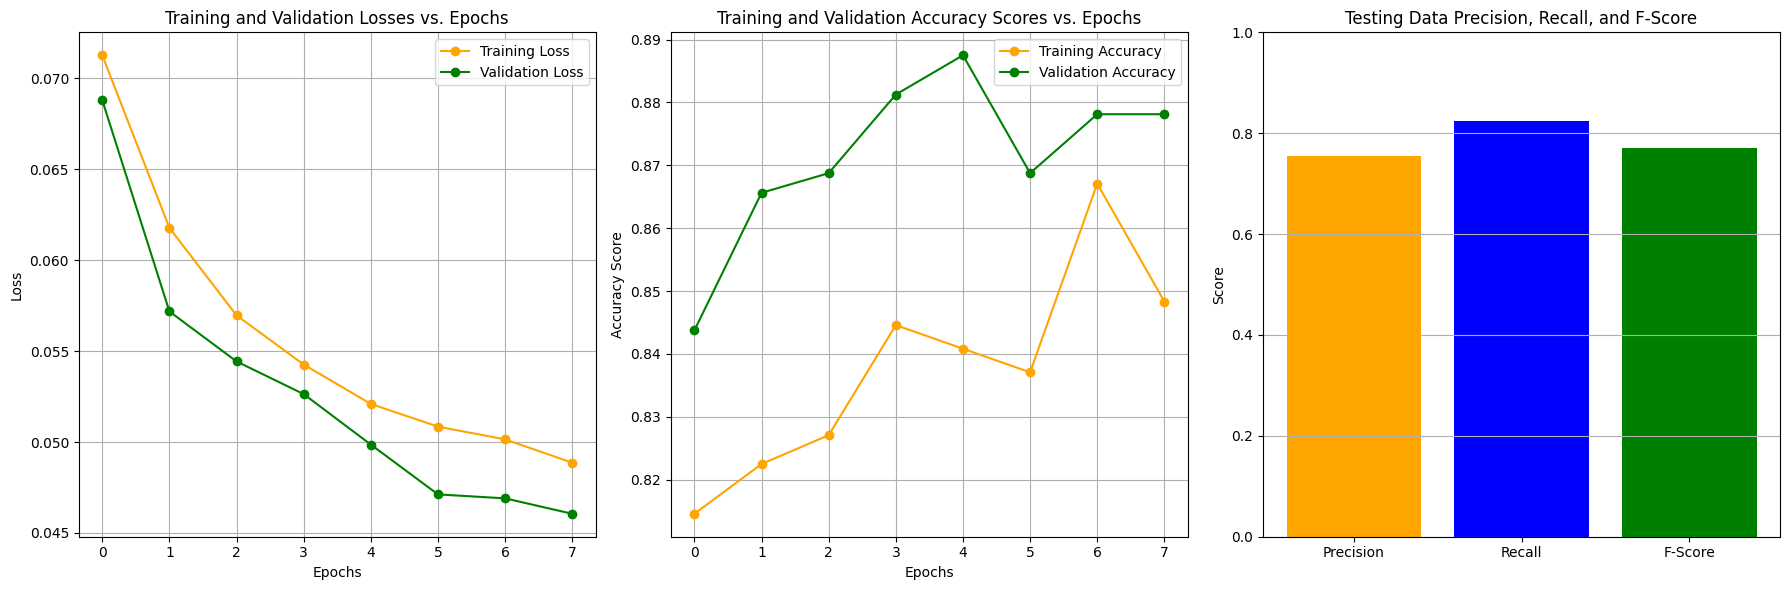 Training and Validation Losses vs. Epochs
Training Loss
Validation Loss
0.070
0.065
0.060
0.055
0.050
0.045
Loss
0 1 2 3 4 5 6 7
Epochs
Training and Validation Accuracy Scores vs. Epochs
Training Accuracy
Validation Accuracy
0.89
0.88
0.87
0.86
0.85
0.84
0.83
0.82
Accuracy Score
0 1 2 3 4 5 6 7
Epochs
Testing Data Precision, Recall, and F-Score
1.0
0.8
0.6
0.4
0.2
0.0
Score
Precision Recall F-Score